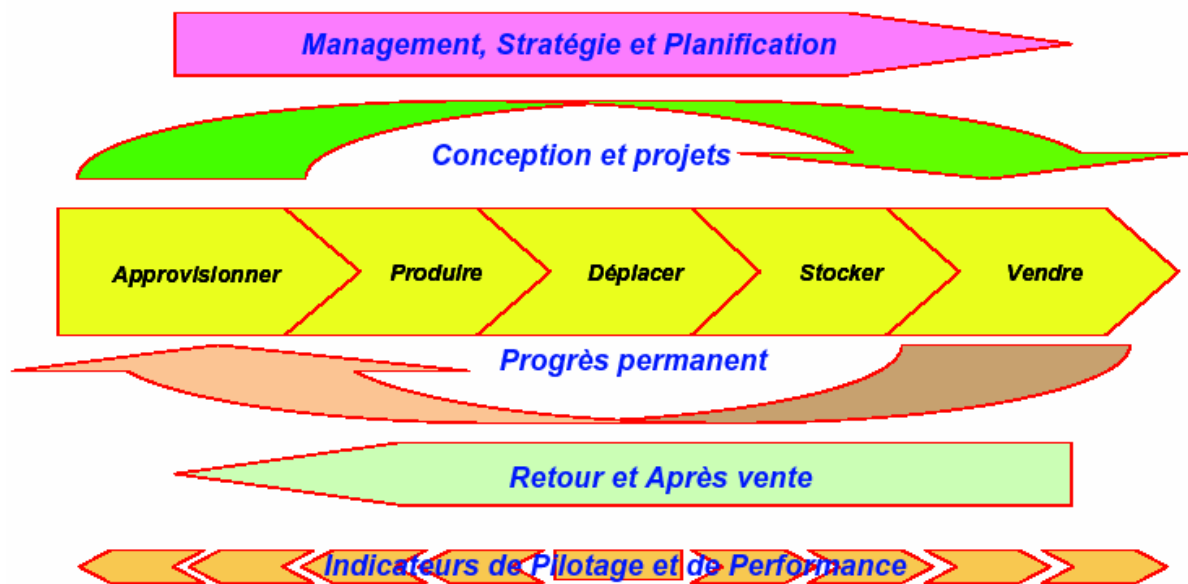 Management, Stratégie et Planification
Conception et projets
Approvisionner
Produire
Déplacer
Stocker
Vendre
Progrès permanent
Retour et Après vente
Indicateurs de Pilotage et de Performance